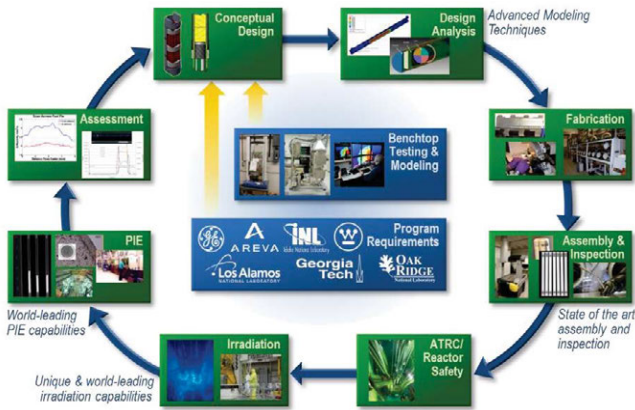 Conceptual
Design
Design
Analysis
Advanced Modeling
Techniques
Fabrication
Assembly &
Inspection
State of the art
assembly and
inspection
ATRC/
Reactor
Safety
Irradiation
Unique & world-leading
irradiation capabilities
PIE
World-leading
PIE capabilities
Assessment
Benchtop
Testing &
Modeling
Program
Requirements
GE
AREVA
INL
Idaho National Laboratory
W
Los Alamos
NATIONAL LABORATORY
Georgia
Tech
OAK
RIDGE
National Laboratory